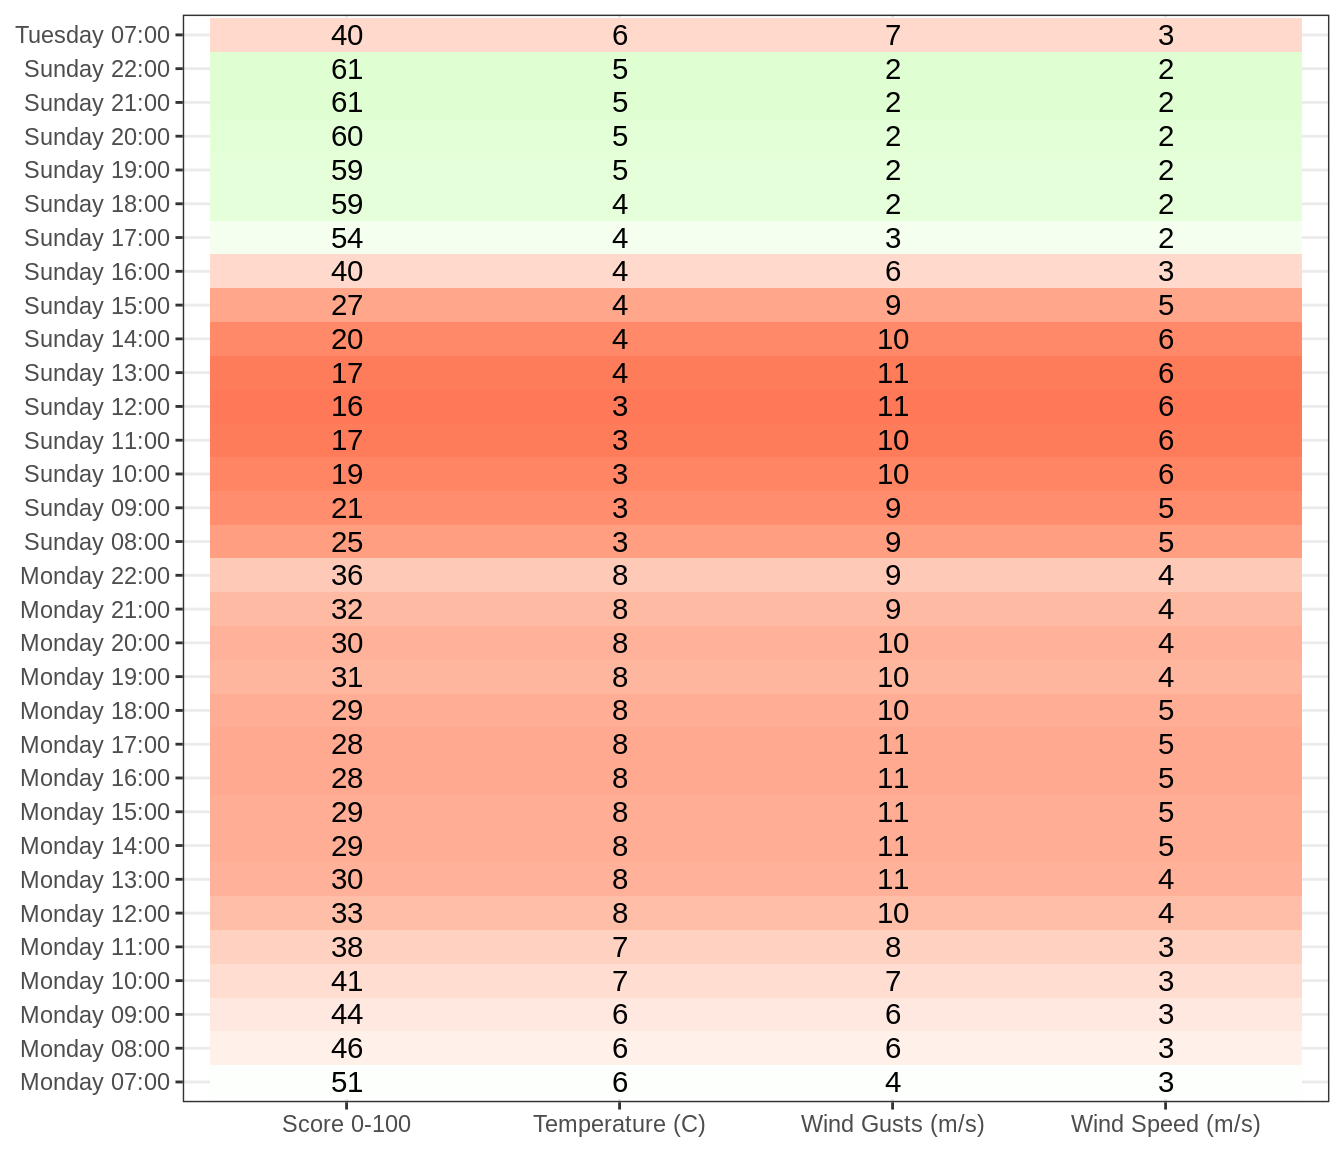 Tuesday 07:00 40 6 7 3
Sunday 22:00 61 5 2 2
Sunday 21:00 61 5 2 2
Sunday 20:00 60 5 2 2
Sunday 19:00 59 5 2 2
Sunday 18:00 59 4 2 2
Sunday 17:00 54 4 3 2
Sunday 16:00 40 4 6 3
Sunday 15:00 27 4 9 5
Sunday 14:00 20 4 10 6
Sunday 13:00 17 4 11 6
Sunday 12:00 16 3 11 6
Sunday 11:00 17 3 10 6
Sunday 10:00 19 3 10 6
Sunday 09:00 21 3 9 5
Sunday 08:00 25 3 9 5
Monday 22:00 36 8 9 4
Monday 21:00 32 8 9 4
Monday 20:00 30 8 10 4
Monday 19:00 31 8 10 4
Monday 18:00 29 8 10 5
Monday 17:00 28 8 11 5
Monday 16:00 28 8 11 5
Monday 15:00 29 8 11 5
Monday 14:00 29 8 11 5
Monday 13:00 30 8 11 4
Monday 12:00 33 8 10 4
Monday 11:00 38 7 8 3
Monday 10:00 41 7 7 3
Monday 09:00 44 6 6 3
Monday 08:00 46 6 6 3
Monday 07:00 51 6 4 3
Score 0-100 Temperature (C) Wind Gusts (m/s) Wind Speed (m/s)